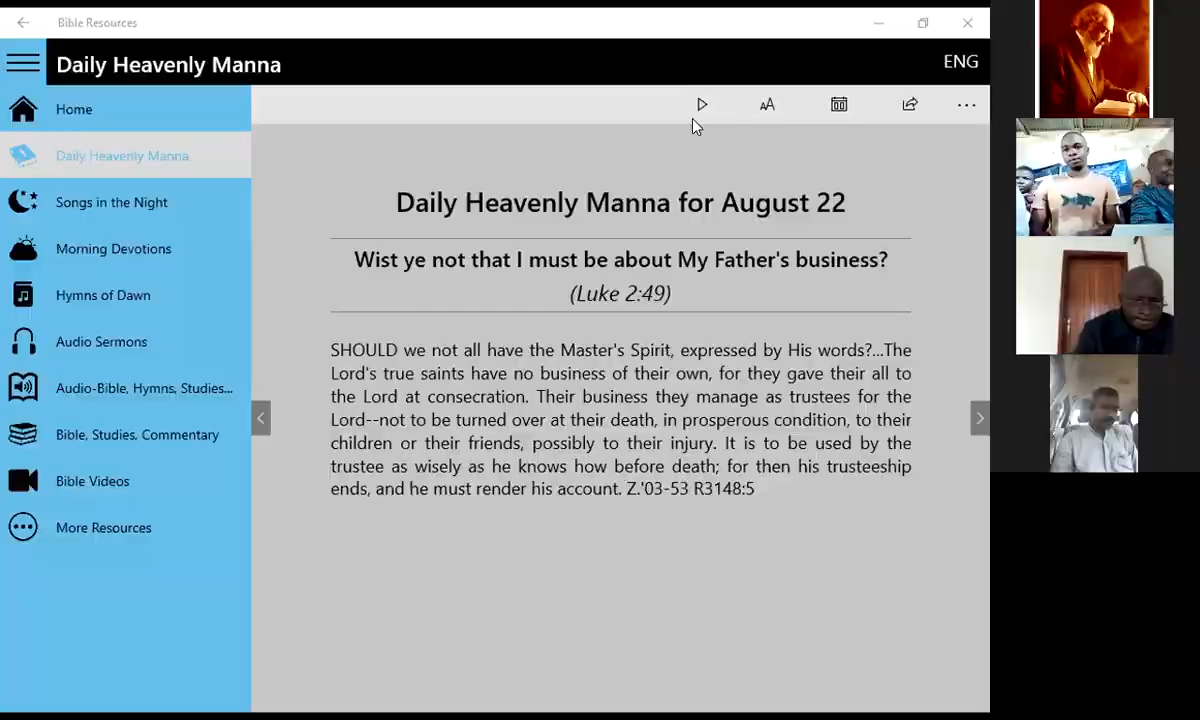 Bible Resources
Daily Heavenly Manna
ENG
Home
Daily Heavenly Manna
Songs in the Night
Morning Devotions
Hymns of Dawn
Audio Sermons
Audio-Bible, Hymns, Studies...
Bible, Studies, Commentary
Bible Videos
More Resources
Daily Heavenly Manna for August 22
Wist ye not that I must be about My Father's business?
(Luke 2:49)
SHOULD we not all have the Master's Spirit, expressed by His words?...The
Lord's true saints have no business of their own, for they gave their all to
the Lord at consecration. Their business they manage as trustees for the
Lord--not to be turned over at their death, in prosperous condition, to their
children or their friends, possibly to their injury. It is to be used by the
trustee as wisely as he knows how before death; for then his trusteeship
ends, and he must render his account. Z.'03-53 R3148:5